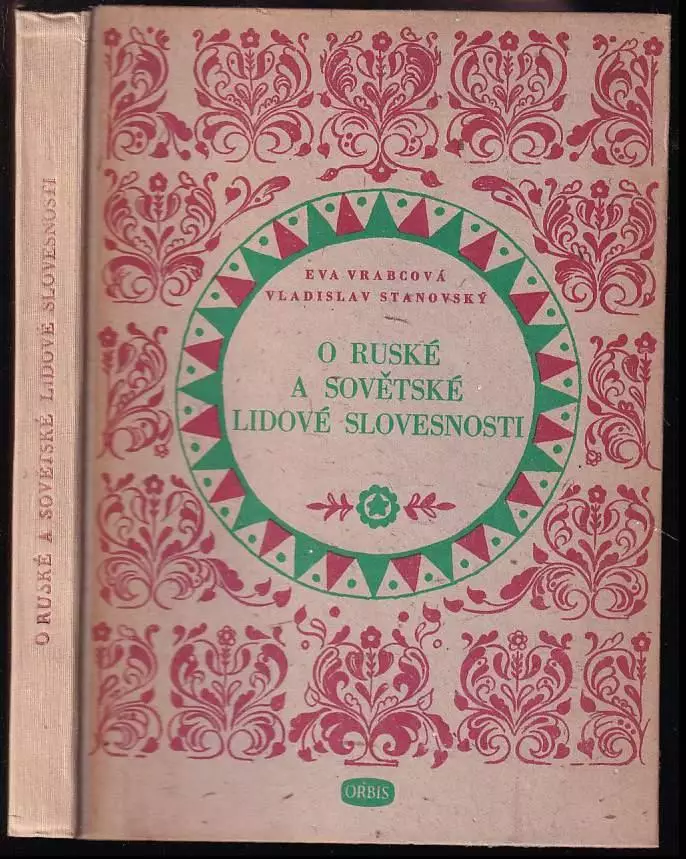 O RUSKÉ A SOVĚTSKÉ LIDOVÉ SLOVESNOSTI
EVA VRABCOVÁ
VLADISLAV STANOVSKÝ
O RUSKÉ
A SOVĚTSKÉ
LIDOVÉ SLOVESNOSTI
ORBIS